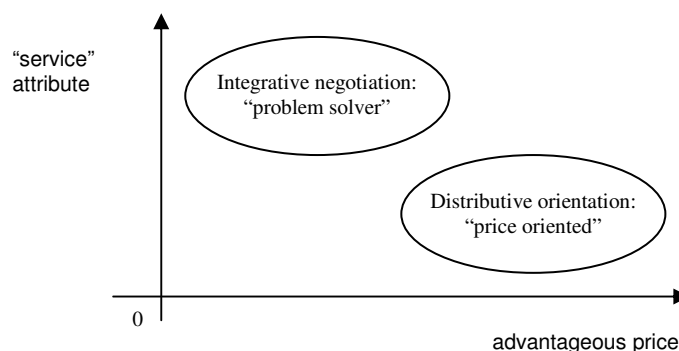 “service”
attribute
Integrative negotiation:
“problem solver”
Distributive orientation:
“price oriented”
0
advantageous price